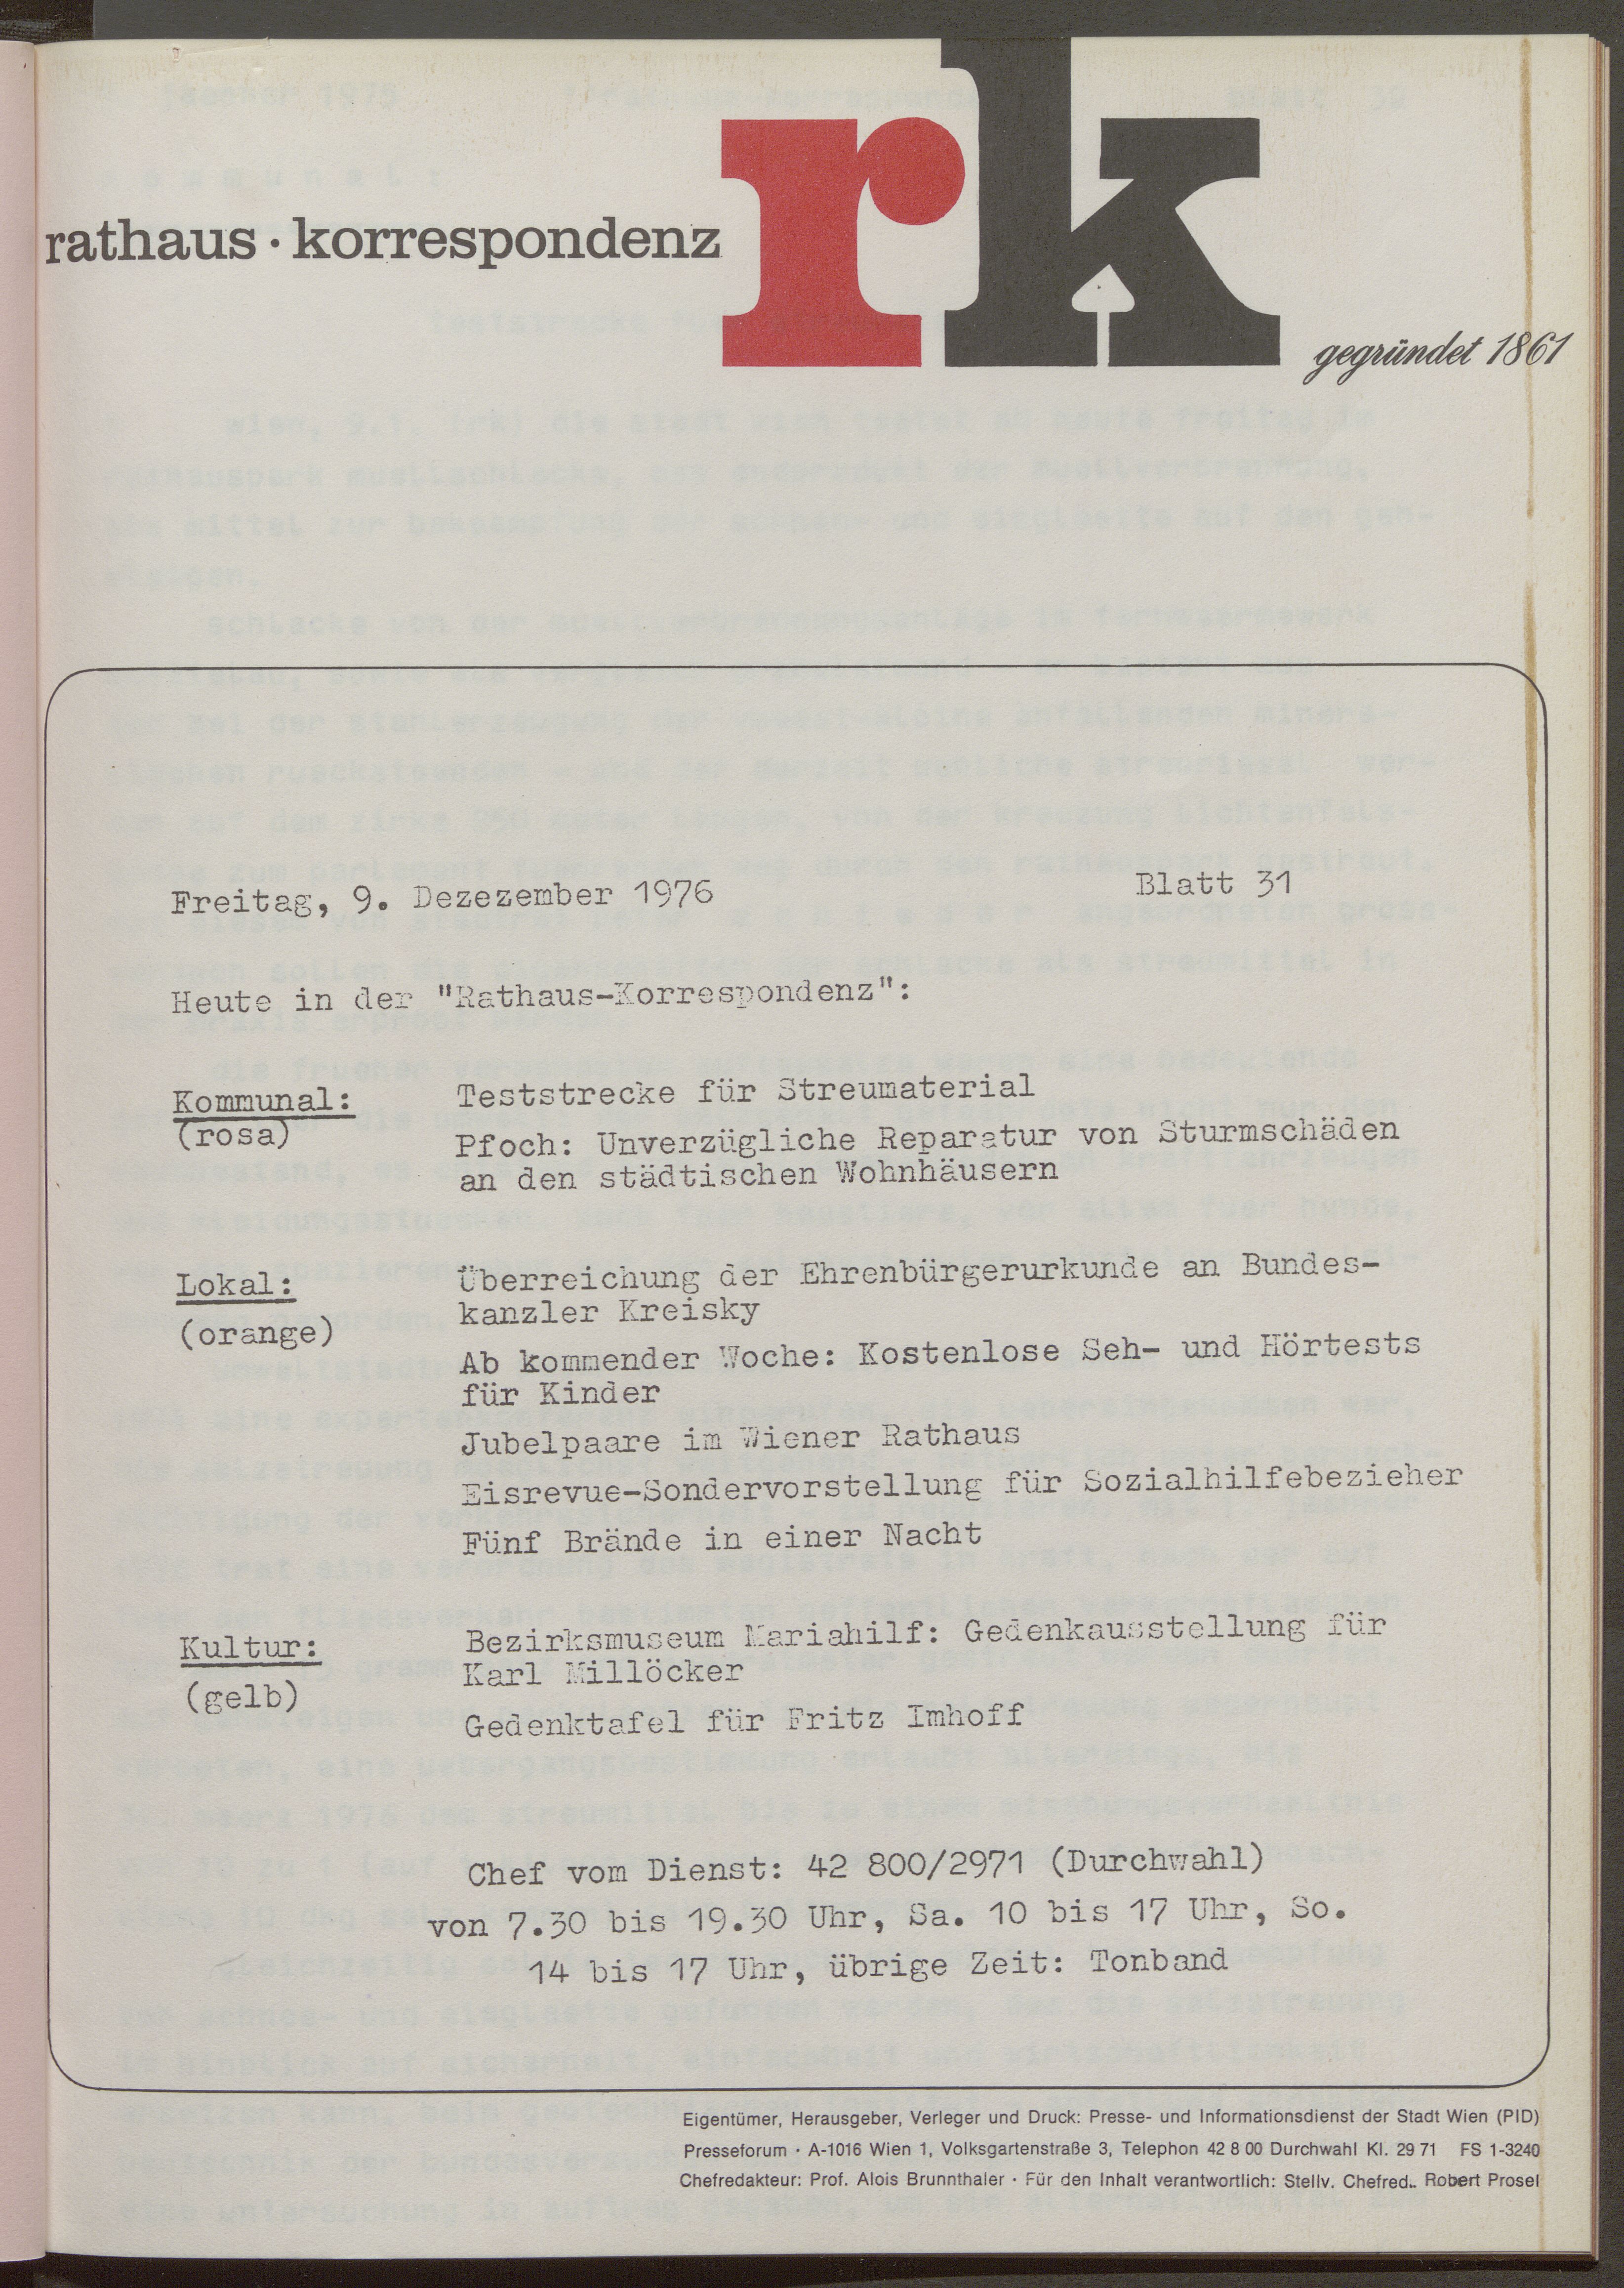 rathaus · korrespondenz
rk
gegründet 1861
Freitag, 9. Dezezember 1976
Blatt 31
Heute in der "Rathaus-Korrespondenz":
Kommunal:
(rosa)
Teststrecke für Streumaterial
Pfoch: Unverzügliche Reparatur von Sturmschäden
an den städtischen Wohnhäusern
Lokal:
(orange)
Überreichung der Ehrenbürgerurkunde an Bundes-
kanzler Kreisky
Ab kommender Woche: Kostenlose Seh- und Hörtests
für Kinder
Jubelpaare im Wiener Rathaus
Eisrevue-Sondervorstellung für Sozialhilfebezieher
Fünf Brände in einer Nacht
Kultur:
(gelb)
Bezirksmuseum Mariahilf: Gedenkausstellung für
Karl Millöcker
Gedenktafel für Fritz Imhoff
Chef vom Dienst: 42 800/2971 (Durchwahl)
von 7.30 bis 19.30 Uhr, Sa. 10 bis 17 Uhr, So.
14 bis 17 Uhr, übrige Zeit: Tonband
Eigentümer, Herausgeber, Verleger und Druck: Presse- und Informationsdienst der Stadt Wien (PID)
Presseforum · A-1016 Wien 1, Volksgartenstraße 3, Telephon 42 8 00 Durchwahl Kl. 29 71 FS 1-3240
Chefredakteur: Prof. Alois Brunnthaler · Für den Inhalt verantwortlich: Stellv. Chefred.. Robert Prosel